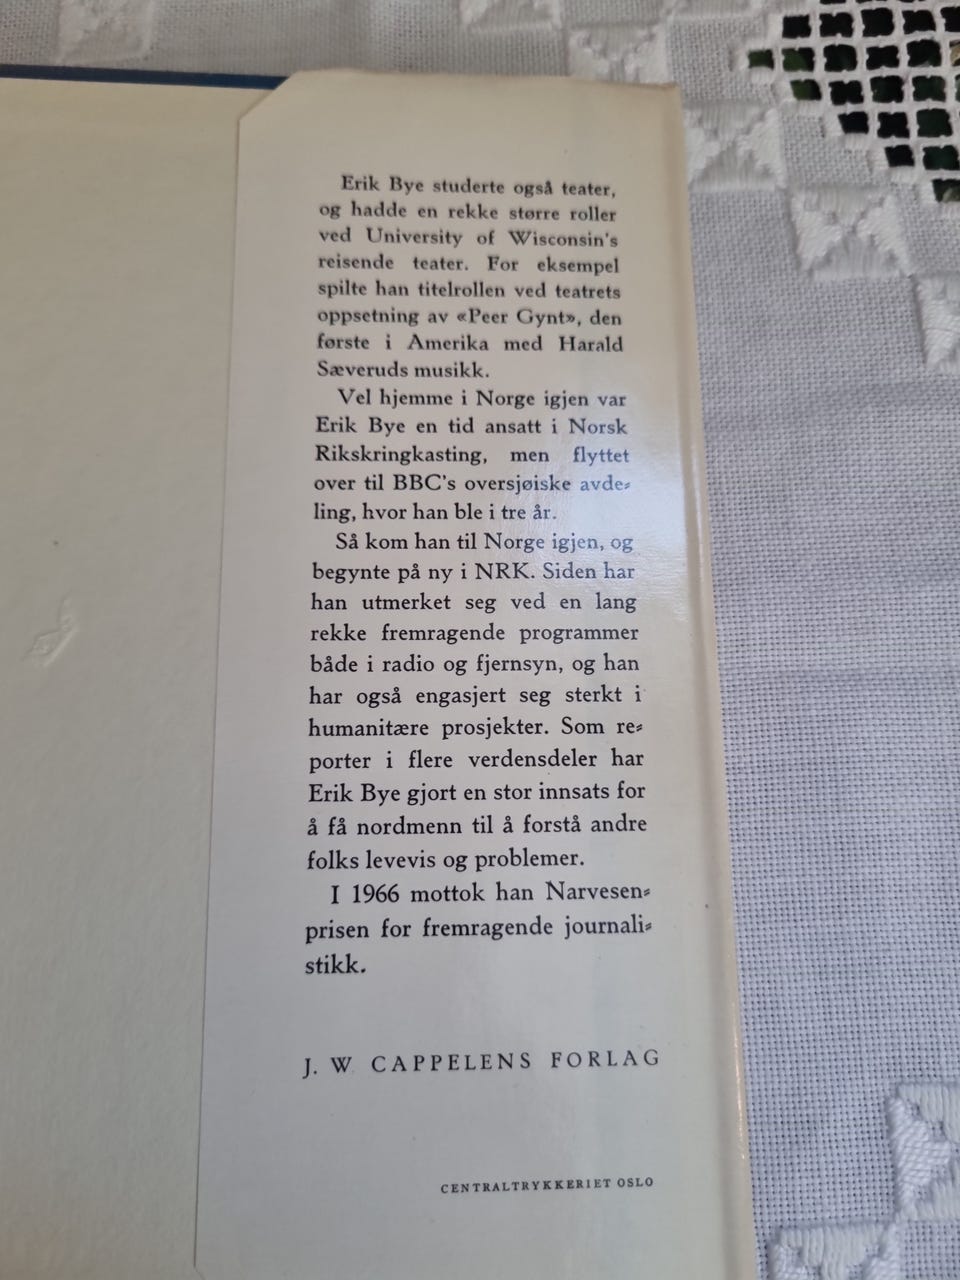 Erik Bye studerte også teater,
og hadde en rekke større roller
ved University of Wisconsin's
reisende teater. For eksempel
spilte han titelrollen ved teatrets
oppsetning av «Peer Gynt», den
første i Amerika med Harald
Sæveruds musikk.
Vel hjemme i Norge igjen var
Erik Bye en tid ansatt i Norsk
Rikskringkasting, men flyttet
over til BBC's oversjøiske avde-
ling, hvor han ble i tre år.
Så kom han til Norge igjen, og
begynte på ny i NRK. Siden har
han utmerket seg ved en lang
rekke fremragende programmer
både i radio og fjernsyn, og han
har også engasjert seg sterkt i
humanitære prosjekter. Som re-
porter i flere verdensdeler har
Erik Bye gjort en stor innsats for
å få nordmenn til å forstå andre
folks levevis og problemer.
I 1966 mottok han Narvesen-
prisen for fremragende journali-
stikk.
J. W CAPPELENS FORLAG
CENTRALTRYKKERIET OSLO